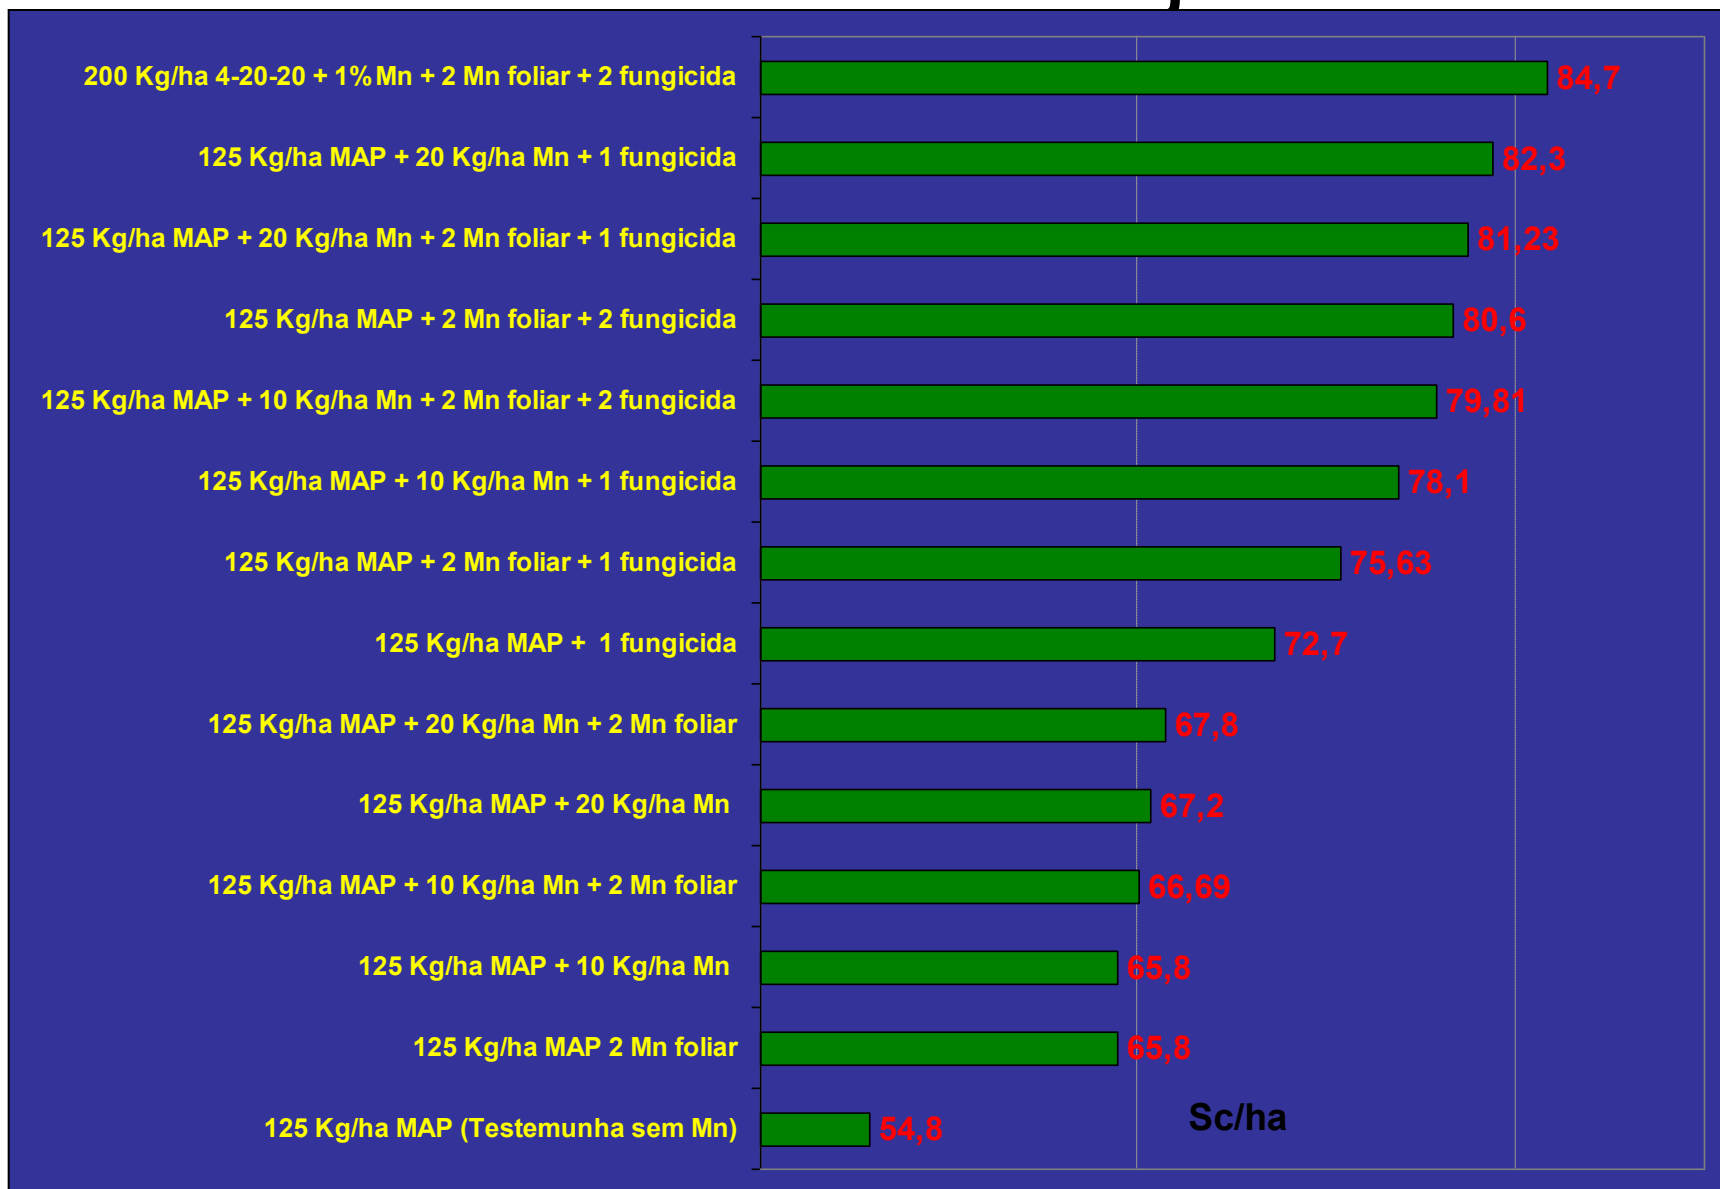 200 Kg/ha 4-20-20 + 1% Mn + 2 Mn foliar + 2 fungicida 84,7
125 Kg/ha MAP + 20 Kg/ha Mn + 1 fungicida 82,3
125 Kg/ha MAP + 20 Kg/ha Mn + 2 Mn foliar + 1 fungicida 81,23
125 Kg/ha MAP + 2 Mn foliar + 2 fungicida 80,6
125 Kg/ha MAP + 10 Kg/ha Mn + 2 Mn foliar + 2 fungicida 79,81
125 Kg/ha MAP + 10 Kg/ha Mn + 1 fungicida 78,1
125 Kg/ha MAP + 2 Mn foliar + 1 fungicida 75,63
125 Kg/ha MAP + 1 fungicida 72,7
125 Kg/ha MAP + 20 Kg/ha Mn + 2 Mn foliar 67,8
125 Kg/ha MAP + 20 Kg/ha Mn 67,2
125 Kg/ha MAP + 10 Kg/ha Mn + 2 Mn foliar 66,69
125 Kg/ha MAP + 10 Kg/ha Mn 65,8
125 Kg/ha MAP 2 Mn foliar 65,8
125 Kg/ha MAP (Testemunha sem Mn) 54,8
Sc/ha